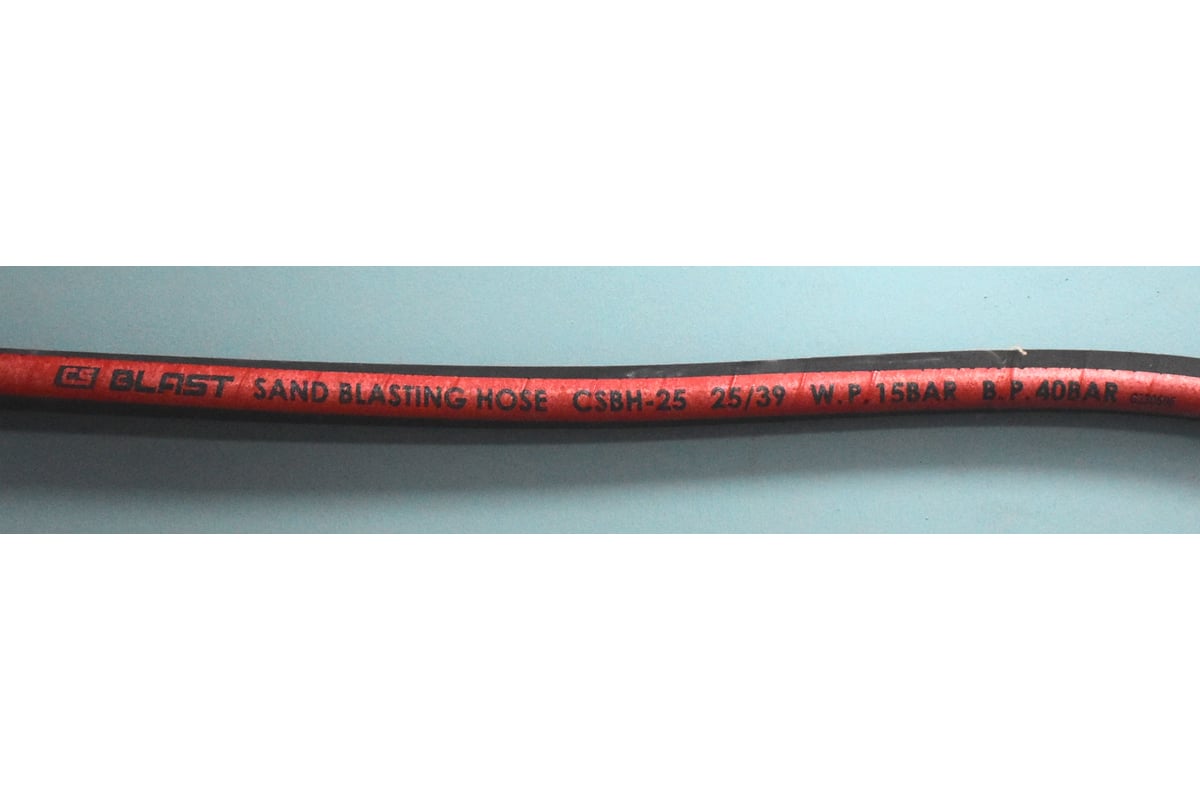 CS BLAST SAND BLASTING HOSE CSBH-25 25/39 W.P. 15BAR B.P. 40BAR